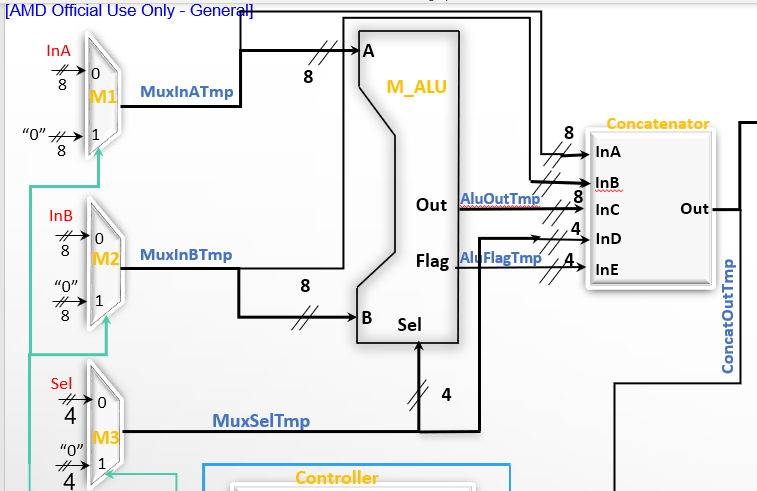 [AMD Official Use Only - General]
InA
8
0
M1
MuxInATmp
"0"
8
1
8
A
M_ALU
Concatenator
8
InA
InB
8
InC
Out
4
InD
4
InE
Out
AluOutTmp
Flag
AluFlagTmp
InB
8
0
M2
MuxInBTmp
"0"
8
1
8
B
Sel
ConcatOutTmp
Sel
4
0
M3
MuxSelTmp
4
"0"
4
1
Controller